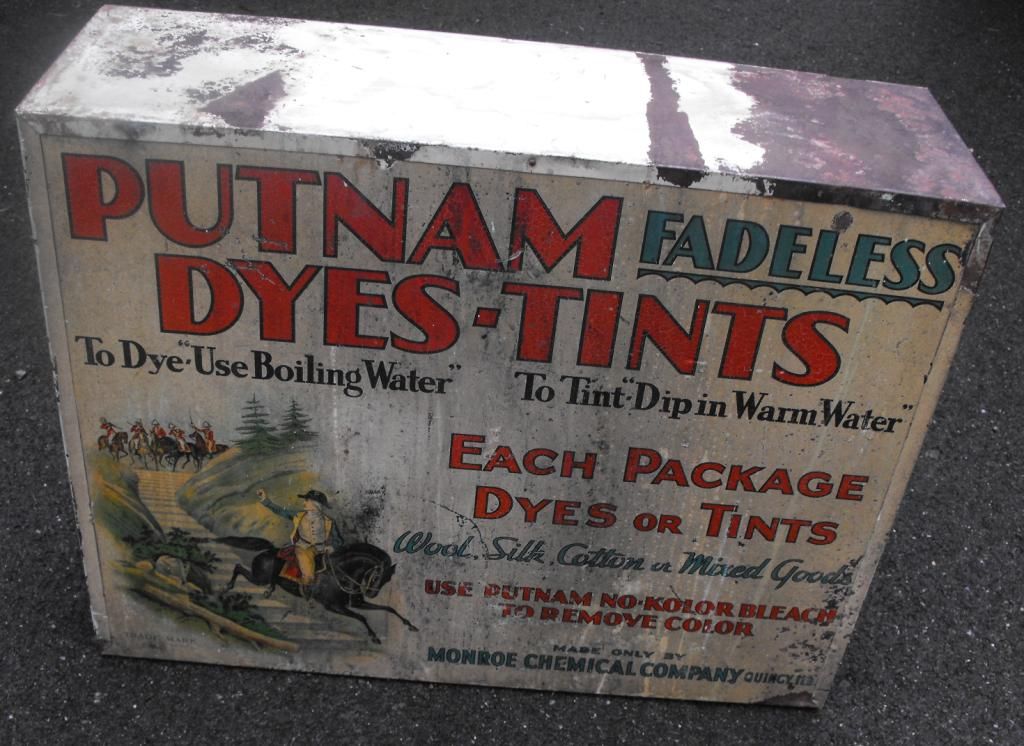 PUTNAM FADELESS
DYES-TINTS
To Dye-"Use Boiling Water" To Tint-"Dip in Warm Water"
EACH PACKAGE
DYES OR TINTS
Wool, Silk, Cotton or Mixed Goods
USE PUTNAM NO-KOLOR BLEACH
TO REMOVE COLOR
MADE ONLY BY
MONROE CHEMICAL COMPANY QUINCY, ILL.
TRADE MARK